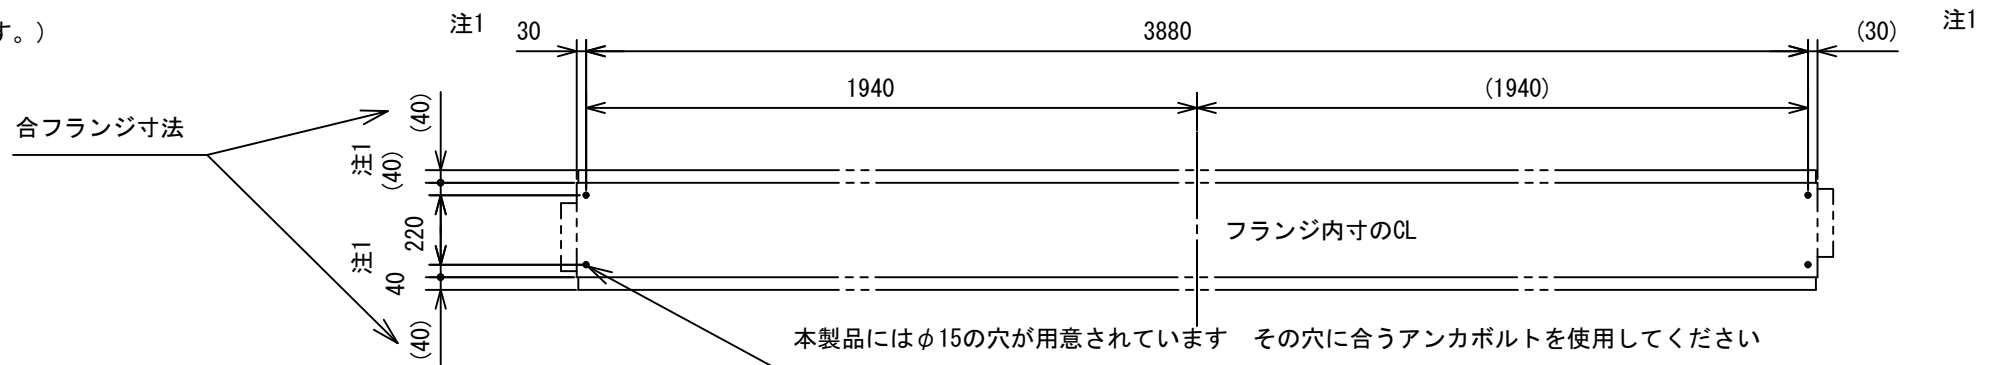 す。)
注1
30
3880
(30)
注1
1940
(1940)
合フランジ寸法
(40)
注1
(40)
220
注1
40
(40)
フランジ内寸のCL
本製品にはφ15の穴が用意されています　その穴に合うアンカボルトを使用してください